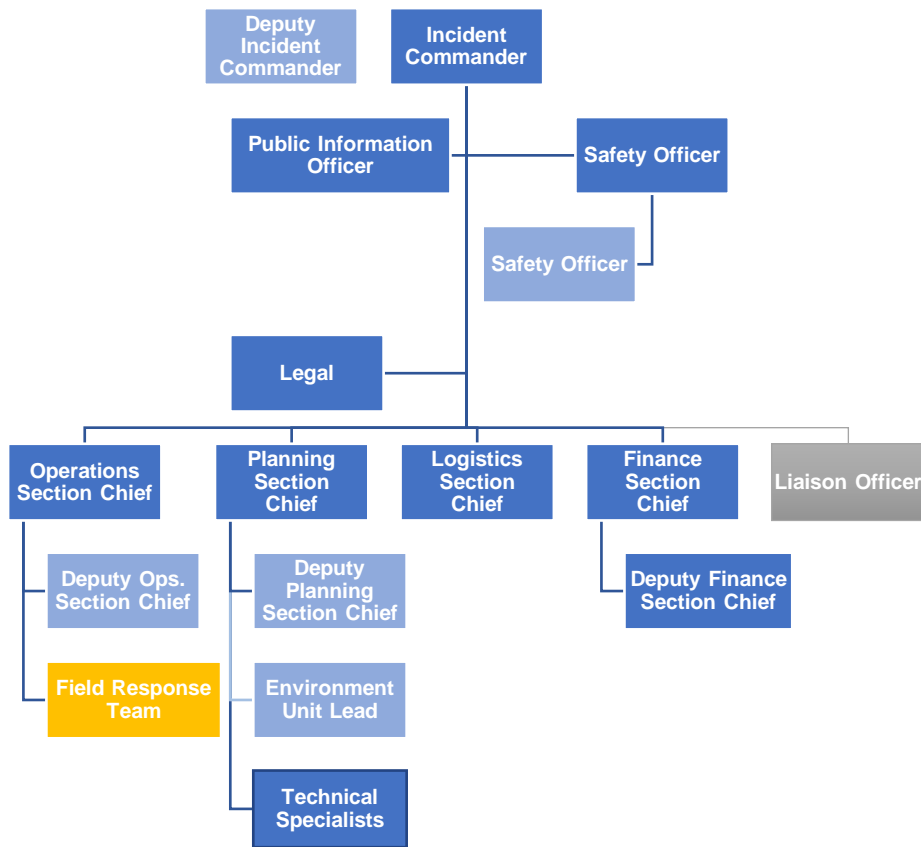 Deputy
Incident
Commander
Incident
Commander
Public Information
Officer
Safety Officer
Safety Officer
Legal
Operations
Section Chief
Planning
Section
Chief
Logistics
Section
Chief
Finance
Section
Chief
Liaison Officer
Deputy Ops.
Section Chief
Deputy
Planning
Section Chief
Deputy Finance
Section Chief
Field Response
Team
Environment
Unit Lead
Technical
Specialists